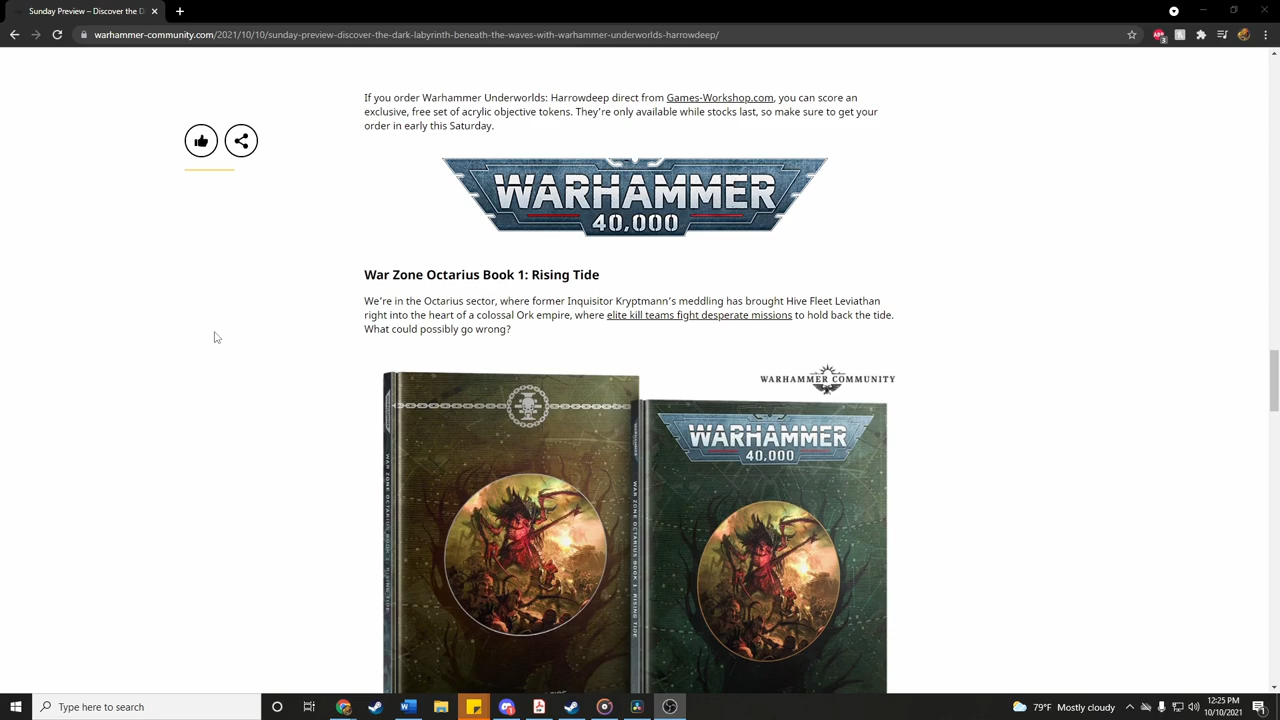 Sunday Preview – Discover the D
warhammer-community.com/2021/10/10/sunday-preview-discover-the-dark-labyrinth-beneath-the-waves-with-warhammer-underworlds-harrowdeep/
If you order Warhammer Underworlds: Harrowdeep direct from Games-Workshop.com, you can score an
exclusive, free set of acrylic objective tokens. They're only available while stocks last, so make sure to get your
order in early this Saturday.
WARHAMMER
40,000
War Zone Octarius Book 1: Rising Tide
We're in the Octarius sector, where former Inquisitor Kryptmann's meddling has brought Hive Fleet Leviathan
right into the heart of a colossal Ork empire, where elite kill teams fight desperate missions to hold back the tide.
What could possibly go wrong?
WARHAMMER COMMUNITY
WARHAMMER
40,000
WAR ZONE OCTARIUS BOOK 1: RISING TIDE
WAR ZONE OCTARIUS BOOK 1: RISING TIDE
Type here to search
79°F Mostly cloudy
12:25 PM
10/10/2021